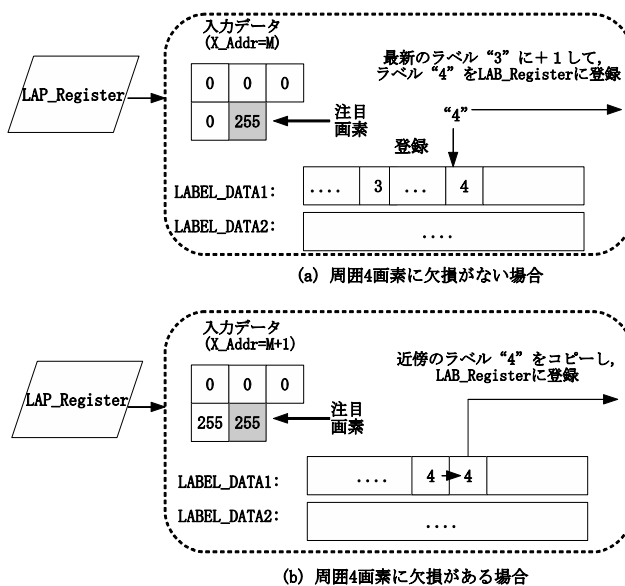 入力データ
(X_Addr=M)
最新のラベル“3”に+1して,
ラベル“4”をLAB_Registerに登録
LAP_Register
0 0 0
0 255
注目
画素
“4”
登録
LABEL_DATA1:
.... 3 ... 4
LABEL_DATA2:
....
(a) 周囲4画素に欠損がない場合
入力データ
(X_Addr=M+1)
近傍のラベル“4”をコピーし,
LAB_Registerに登録
LAP_Register
0 0 0
255 255
注目
画素
LABEL_DATA1:
.... 4 4
LABEL_DATA2:
....
(b) 周囲4画素に欠損がある場合